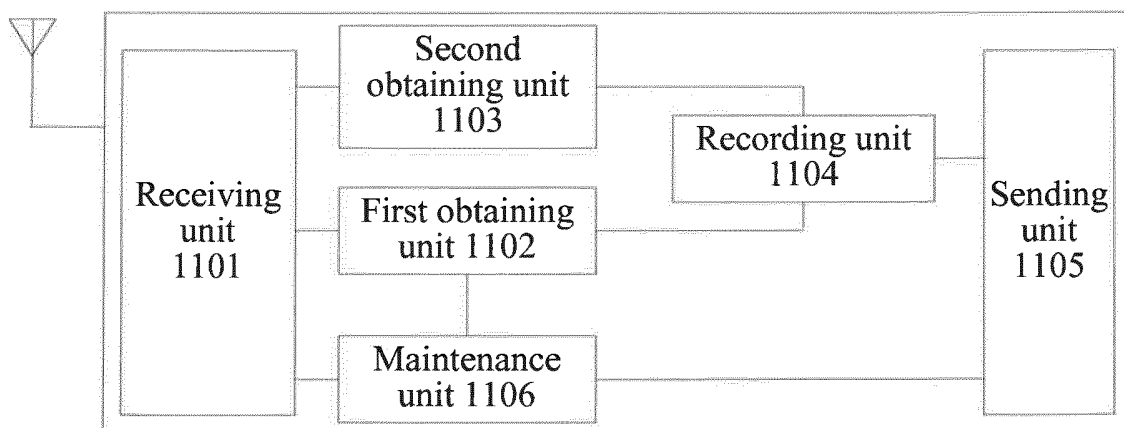 Second
obtaining unit
1103
Recording unit
1104
Receiving
unit
1101
First obtaining
unit 1102
Sending
unit
1105
Maintenance
unit 1106